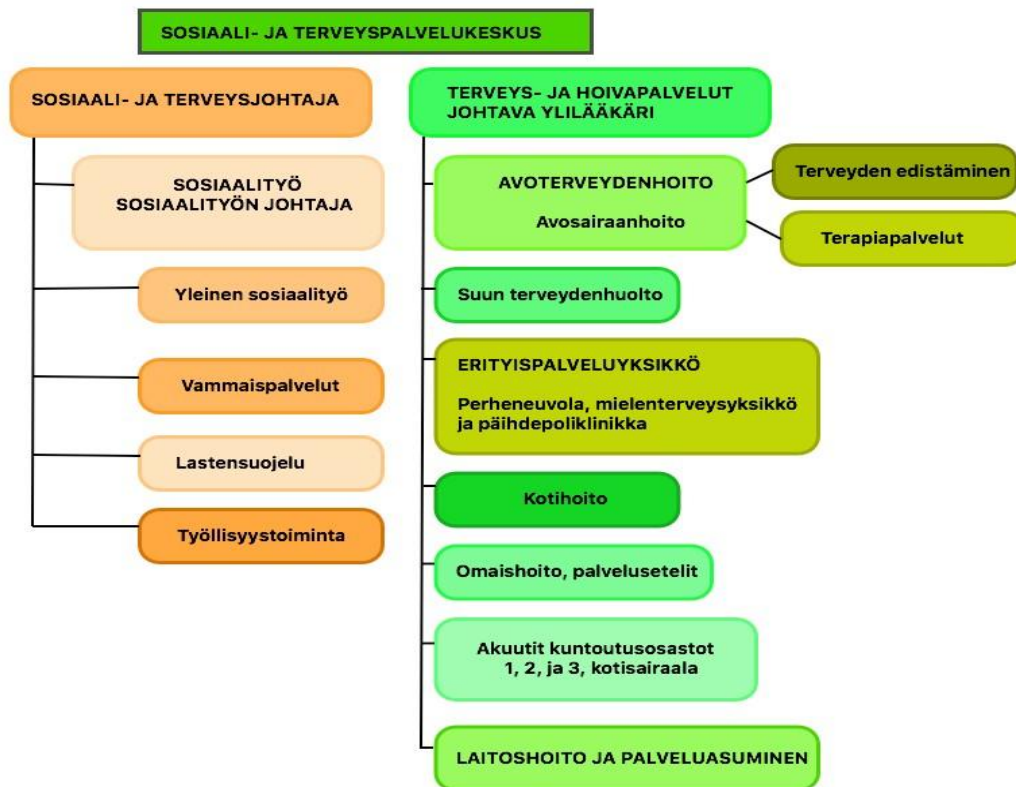 SOSIAALI- JA TERVEYSPALVELUKESKUS
SOSIAALI- JA TERVEYSJOHTAJA
SOSIAALITYÖ
SOSIAALITYÖN JOHTAJA
Yleinen sosiaalityö
Vammaispalvelut
Lastensuojelu
Työllisyystoiminta
TERVEYS- JA HOIVAPALVELUT
JOHTAVA YLILÄÄKÄRI
AVOTERVEYDENHOITO
Avosairaanhoito
Terveyden edistäminen
Terapiapalvelut
Suun terveydenhuolto
ERITYISPALVELUYKSIKKÖ
Perheneuvola, mielenterveysyksikkö
ja päihdepoliklinikka
Kotihoito
Omaishoito, palvelusetelit
Akuutit kuntoutusosastot
1, 2, ja 3, kotisairaala
LAITOSHOITO JA PALVELUASUMINEN